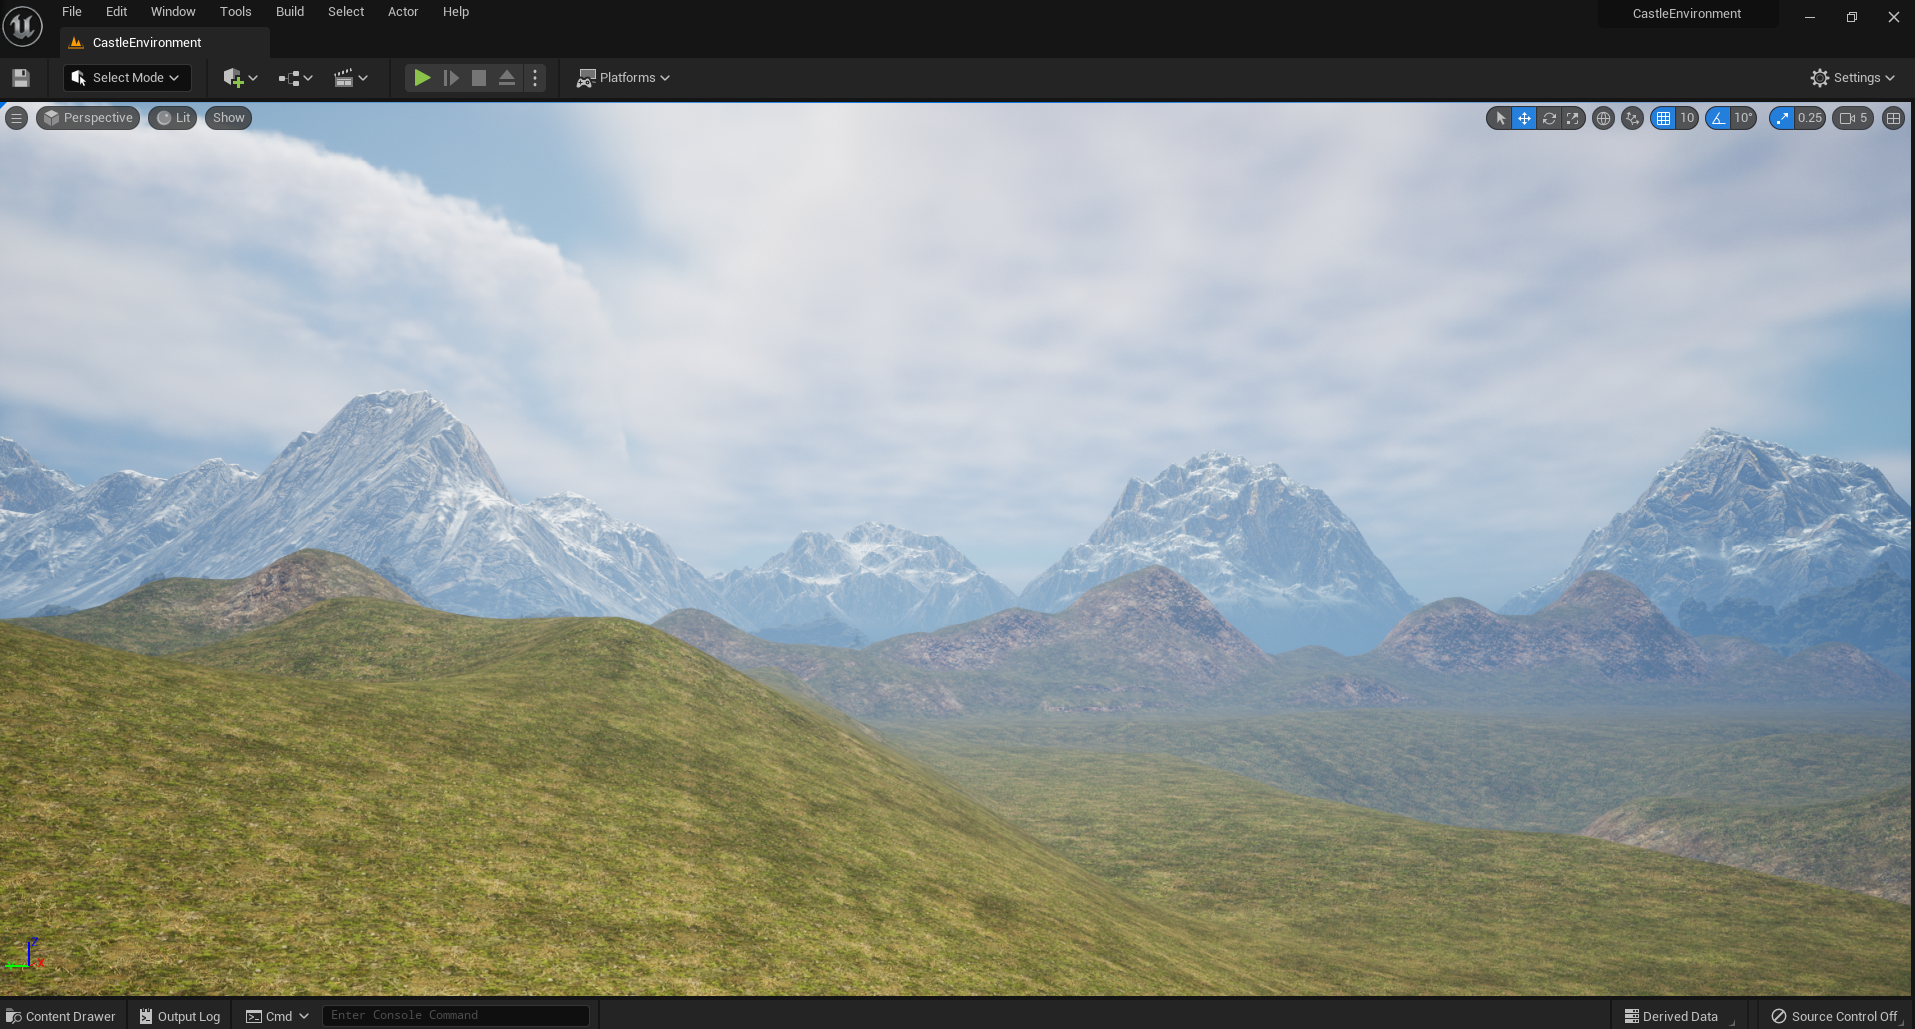 File Edit Window Tools Build Select Actor Help
CastleEnvironment
CastleEnvironment
Select Mode
Platforms
Settings
Perspective Lit Show
10 10° 0.25 5
Z
X
Content Drawer Output Log Cmd Enter Console Command Derived Data Source Control Off